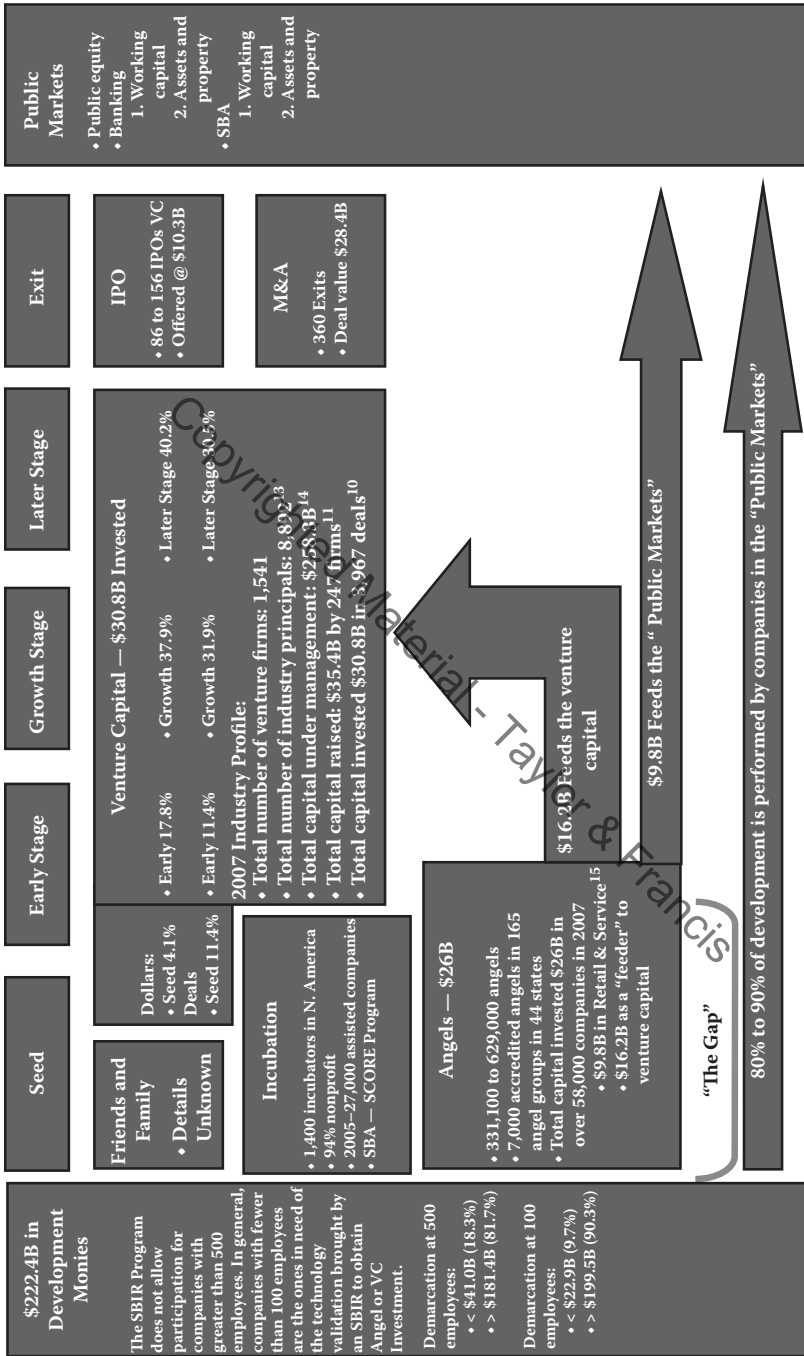 $222.4B in
Development
Monies
The SBIR Program
does not allow
participation for
companies with
greater than 500
employees. In general,
companies with fewer
than 100 employees
are the ones in need of
the technology
validation brought by
an SBIR to obtain
Angel or VC
Investment.
Demarcation at 500
employees:
• < $41.0B (18.3%)
• > $181.4B (81.7%)
Demarcation at 100
employees:
• < $22.9B (9.7%)
• > $199.5B (90.3%)
Seed
Early Stage
Growth Stage
Later Stage
Exit
Friends and
Family
• Details
Unknown
Dollars:
• Seed 4.1%
Deals
• Seed 11.4%
Venture Capital — $30.8B Invested
• Early 17.8% • Growth 37.9% • Later Stage 40.2%
• Early 11.4% • Growth 31.9% • Later Stage 30.5%
2007 Industry Profile:
• Total number of venture firms: 1,541
• Total number of industry principals: 8,892¹³
• Total capital under management: ¹⁴
• Total capital raised: $35.4B by 247 firms¹¹
• Total capital invested $30.8B in 3,967 deals¹⁰
IPO
• 86 to 156 IPOs VC
• Offered @ $10.3B
M&A
• 360 Exits
• Deal value $28.4B
Incubation
• 1,400 incubators in N. America
• 94% nonprofit
• 2005–27,000 assisted companies
• SBA — SCORE Program
Angels — $26B
• 331,100 to 629,000 angels
• 7,000 accredited angels in 165
angel groups in 44 states
• Total capital invested $26B in
over 58,000 companies in 2007
• $9.8B in Retail & Service¹⁵
• $16.2B as a “feeder” to
venture capital
$16.2B Feeds the venture
capital
$9.8B Feeds the “ Public Markets”
“The Gap”
80% to 90% of development is performed by companies in the “Public Markets”
Public
Markets
• Public equity
• Banking
1. Working
capital
2. Assets and
property
• SBA
1. Working
capital
2. Assets and
property
Copyrighted Material - Taylor & Francis